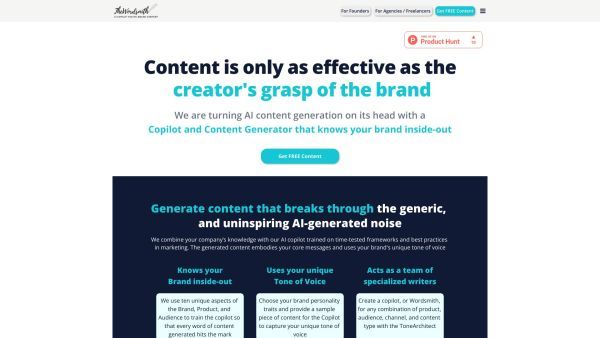 TheWordsmith
For Founders
For Agencies / Freelancers
Get FREE Content
Product Hunt
Content is only as effective as the
creator's grasp of the brand
We are turning AI content generation on its head with a
Copilot and Content Generator that knows your brand inside-out
Get FREE Content
Generate content that breaks through the generic,
and uninspiring AI-generated noise
We combine your company's knowledge with our AI copilot trained on time-tested frameworks and best practices
in marketing. The generated content embodies your core messages and uses your brand's unique tone of voice
Knows your
Brand inside-out
We use ten unique aspects of
the Brand, Product, and
Audience to train the copilot so
that every word of content
generated hits the mark
Uses your unique
Tone of Voice
Choose your brand personality
traits and provide a sample
piece of content for the Copilot
to capture your unique tone of
voice
Acts as a team of
specialized writers
Create a copilot, or Wordsmith,
for any combination of product,
audience, channel, and content
type with the ToneArchitect